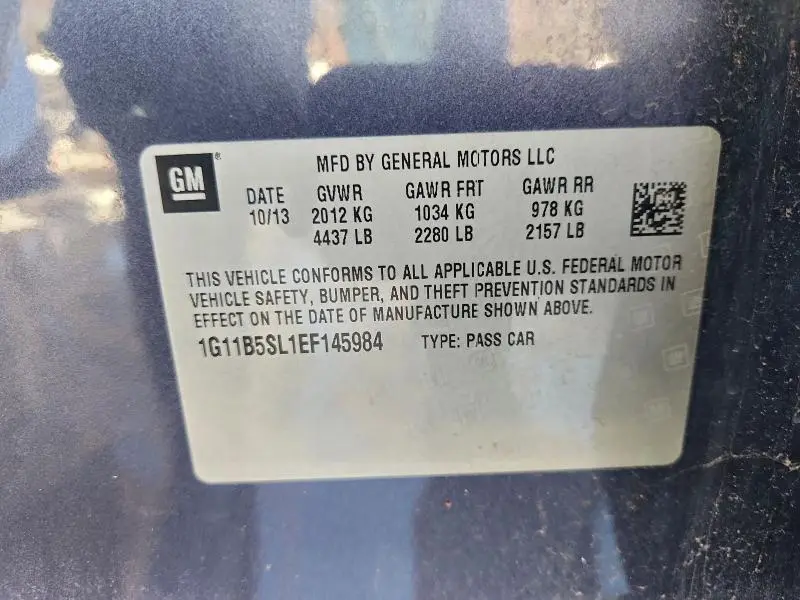 GM
MFD BY GENERAL MOTORS LLC
DATE GVWR GAWR FRT GAWR RR
10/13 2012 KG 1034 KG 978 KG
4437 LB 2280 LB 2157 LB
THIS VEHICLE CONFORMS TO ALL APPLICABLE U.S. FEDERAL MOTOR
VEHICLE SAFETY, BUMPER, AND THEFT PREVENTION STANDARDS IN
EFFECT ON THE DATE OF MANUFACTURE SHOWN ABOVE.
1G11B5SL1EF145984 TYPE: PASS CAR